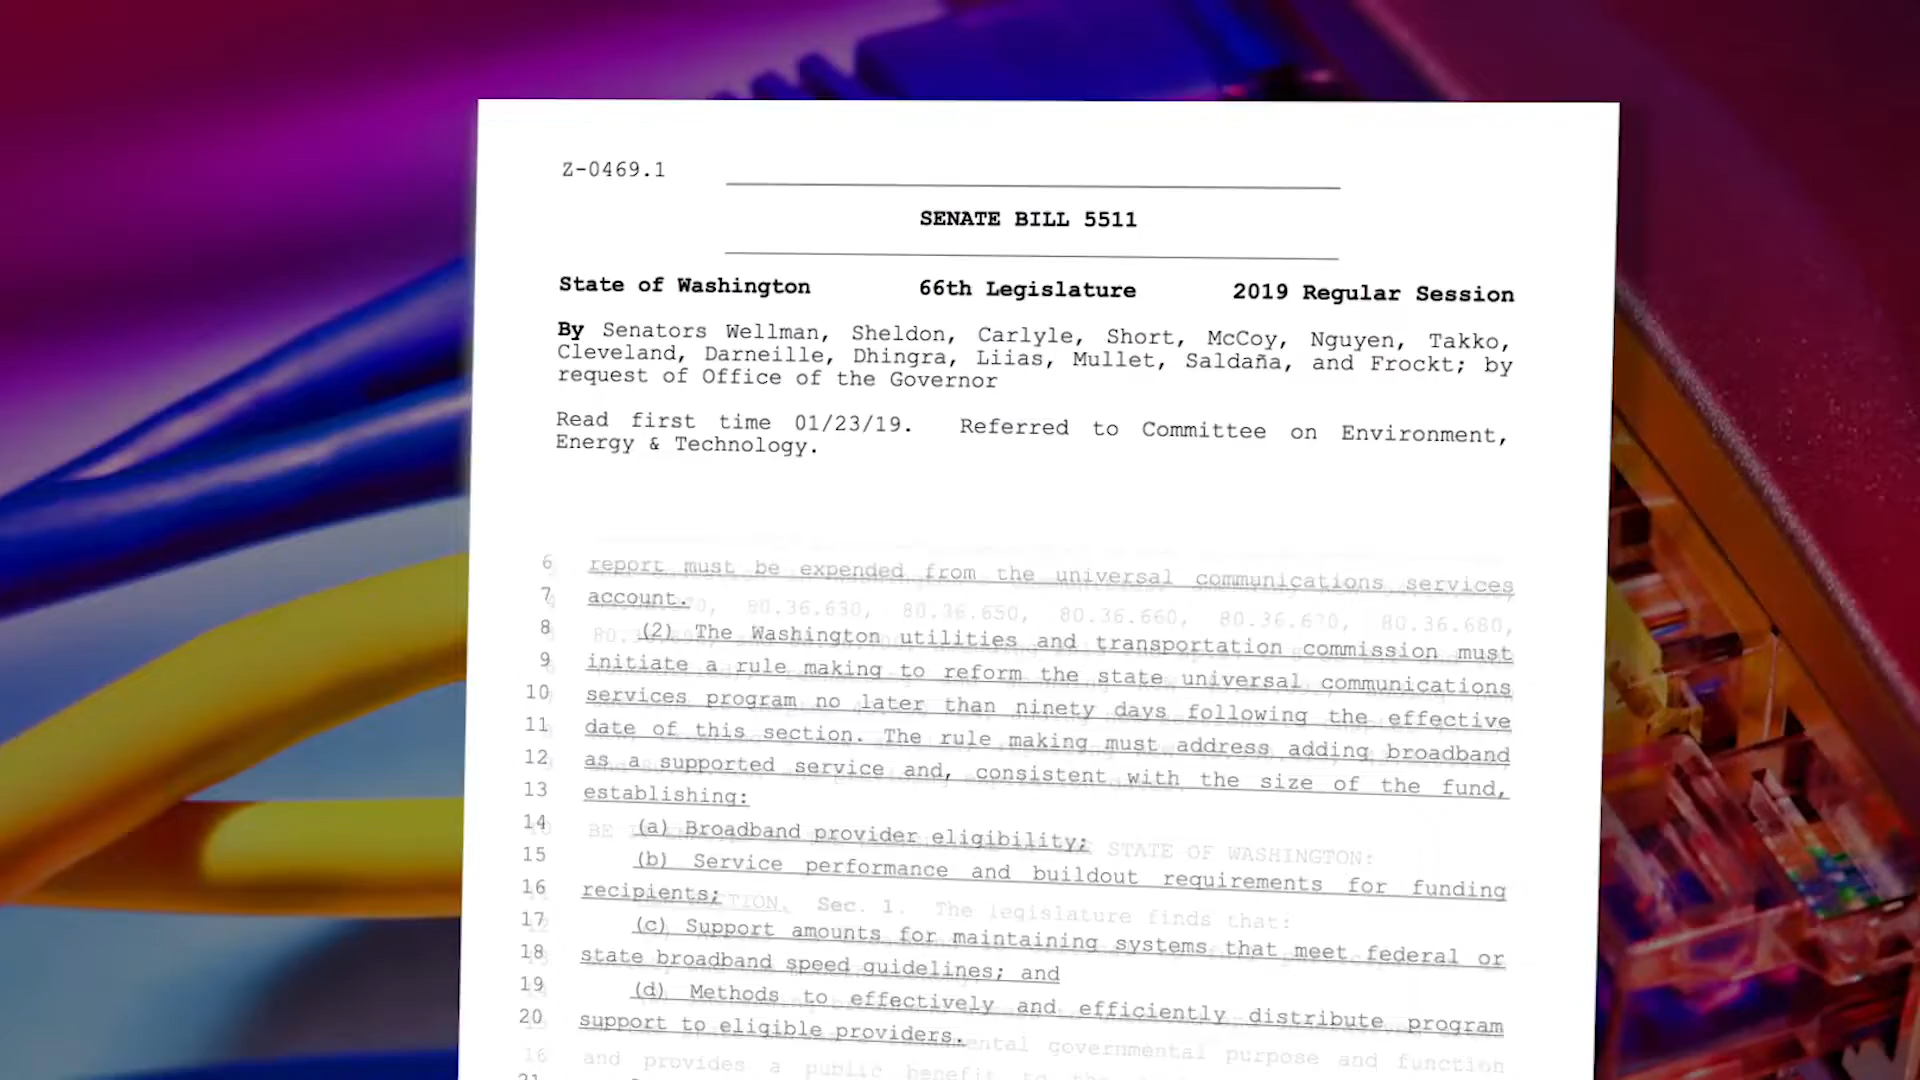 Z-0469.1
SENATE BILL 5511
State of Washington 66th Legislature 2019 Regular Session
By Senators Wellman, Sheldon, Carlyle, Short, McCoy, Nguyen, Takko,
Cleveland, Darneille, Dhingra, Liias, Mullet, Saldaña, and Frockt; by
request of Office of the Governor
Read first time 01/23/19. Referred to Committee on Environment,
Energy & Technology.
6 report must be expended from the universal communications services
7 account.
80.36.630, 80.36.650, 80.36.660, 80.36.670, 80.36.680,
8 (2) The Washington utilities and transportation commission must
9 initiate a rule making to reform the state universal communications
10 services program no later than ninety days following the effective
11 date of this section. The rule making must address adding broadband
12 as a supported service and, consistent with the size of the fund,
13 establishing:
14 (a) Broadband provider eligibility;
STATE OF WASHINGTON:
15 (b) Service performance and buildout requirements for funding
16 recipients;
Sec. 1. The legislature finds that:
17 (c) Support amounts for maintaining systems that meet federal or
18 state broadband speed guidelines; and
19 (d) Methods to effectively and efficiently distribute program
20 support to eligible providers.
governmental purpose and function
16 and provides a public benefit to the